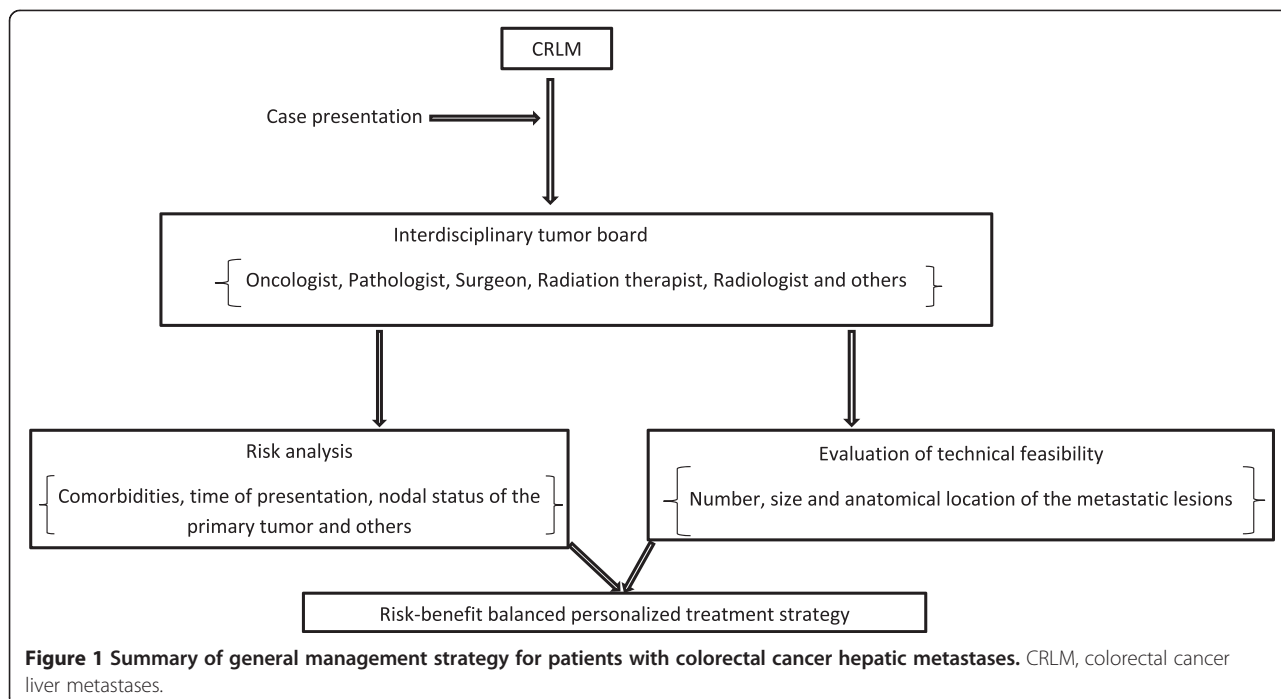 CRLM
Case presentation
Interdisciplinary tumor board
Oncologist, Pathologist, Surgeon, Radiation therapist, Radiologist and others
Risk analysis
Comorbidities, time of presentation, nodal status of the
primary tumor and others
Evaluation of technical feasibility
Number, size and anatomical location of the metastatic lesions
Risk-benefit balanced personalized treatment strategy
Figure 1 Summary of general management strategy for patients with colorectal cancer hepatic metastases. CRLM, colorectal cancer
liver metastases.